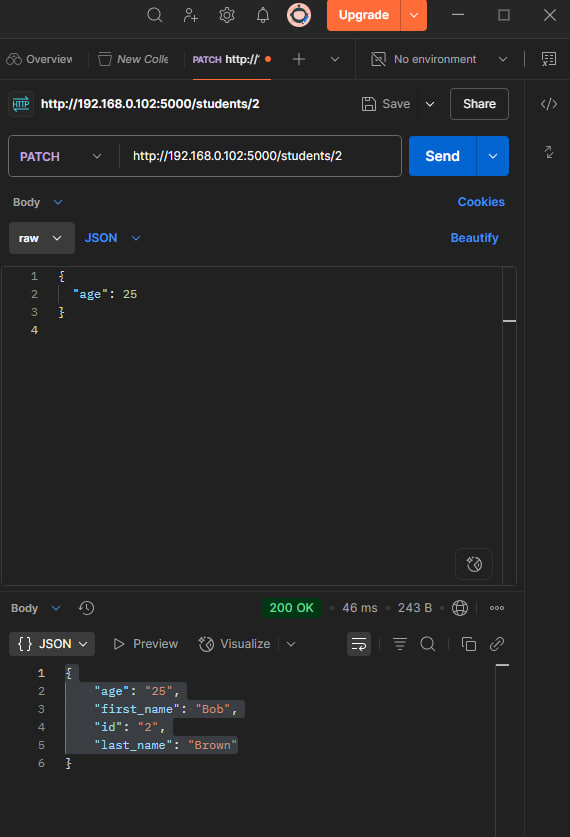 Upgrade
Overview
New Colle
PATCH http://
No environment
HTTP
http://192.168.0.102:5000/students/2
Save
Share
PATCH
http://192.168.0.102:5000/students/2
Send
Body
Cookies
raw
JSON
Beautify
1 {
2 "age": 25
3 }
4
Body
200 OK
46 ms
243 B
{} JSON
Preview
Visualize
1 {
2 "age": "25",
3 "first_name": "Bob",
4 "id": "2",
5 "last_name": "Brown"
6 }